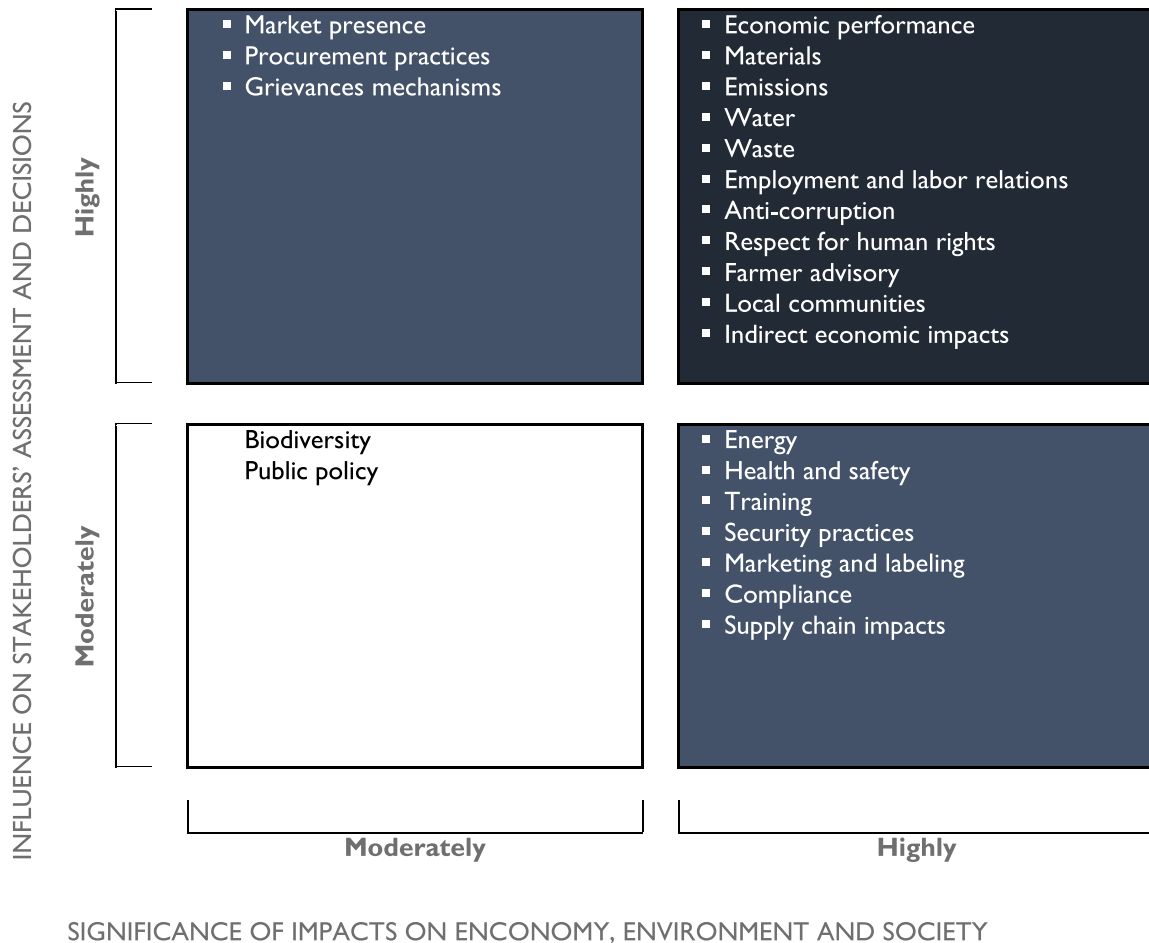 INFLUENCE ON STAKEHOLDERS' ASSESSMENT AND DECISIONS
Highly
▪ Market presence
▪ Procurement practices
▪ Grievances mechanisms
▪ Economic performance
▪ Materials
▪ Emissions
▪ Water
▪ Waste
▪ Employment and labor relations
▪ Anti-corruption
▪ Respect for human rights
▪ Farmer advisory
▪ Local communities
▪ Indirect economic impacts
Moderately
Biodiversity
Public policy
▪ Energy
▪ Health and safety
▪ Training
▪ Security practices
▪ Marketing and labeling
▪ Compliance
▪ Supply chain impacts
Moderately
Highly
SIGNIFICANCE OF IMPACTS ON ENCONOMY, ENVIRONMENT AND SOCIETY